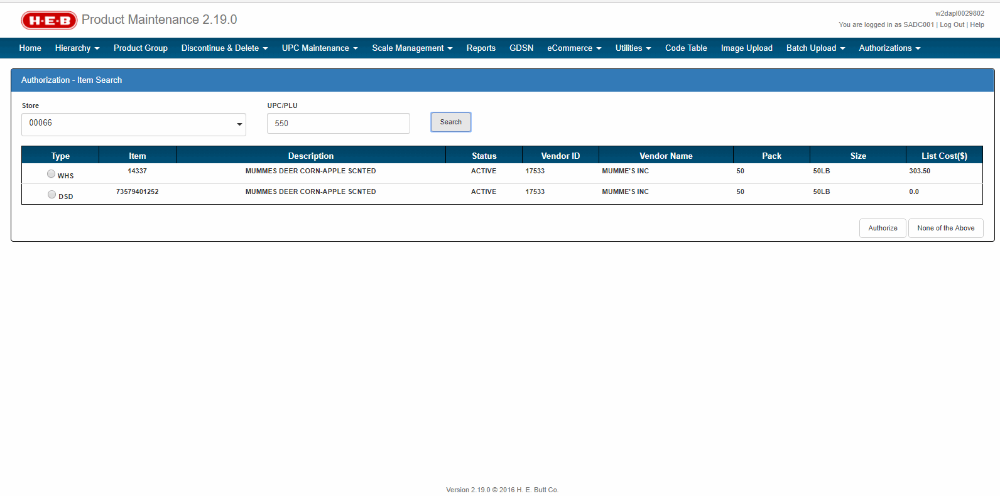 H-E-B Product Maintenance 2.19.0
w2dapl0029802
You are logged in as SADC001 | Log Out | Help
Home Hierarchy Product Group Discontinue & Delete UPC Maintenance Scale Management Reports GDSN eCommerce Utilities Code Table Image Upload Batch Upload Authorizations
Authorization - Item Search
Store UPC/PLU
00066 550 Search
Type Item Description Status Vendor ID Vendor Name Pack Size List Cost($)
WHS 14337 MUMMES DEER CORN-APPLE SCNTED ACTIVE 17533 MUMME'S INC 50 50LB 303.50
DSD 73579401252 MUMMES DEER CORN-APPLE SCNTED ACTIVE 17533 MUMME'S INC 50 50LB 0.0
Authorize None of the Above
Version 2.19.0 © 2016 H. E. Butt Co.